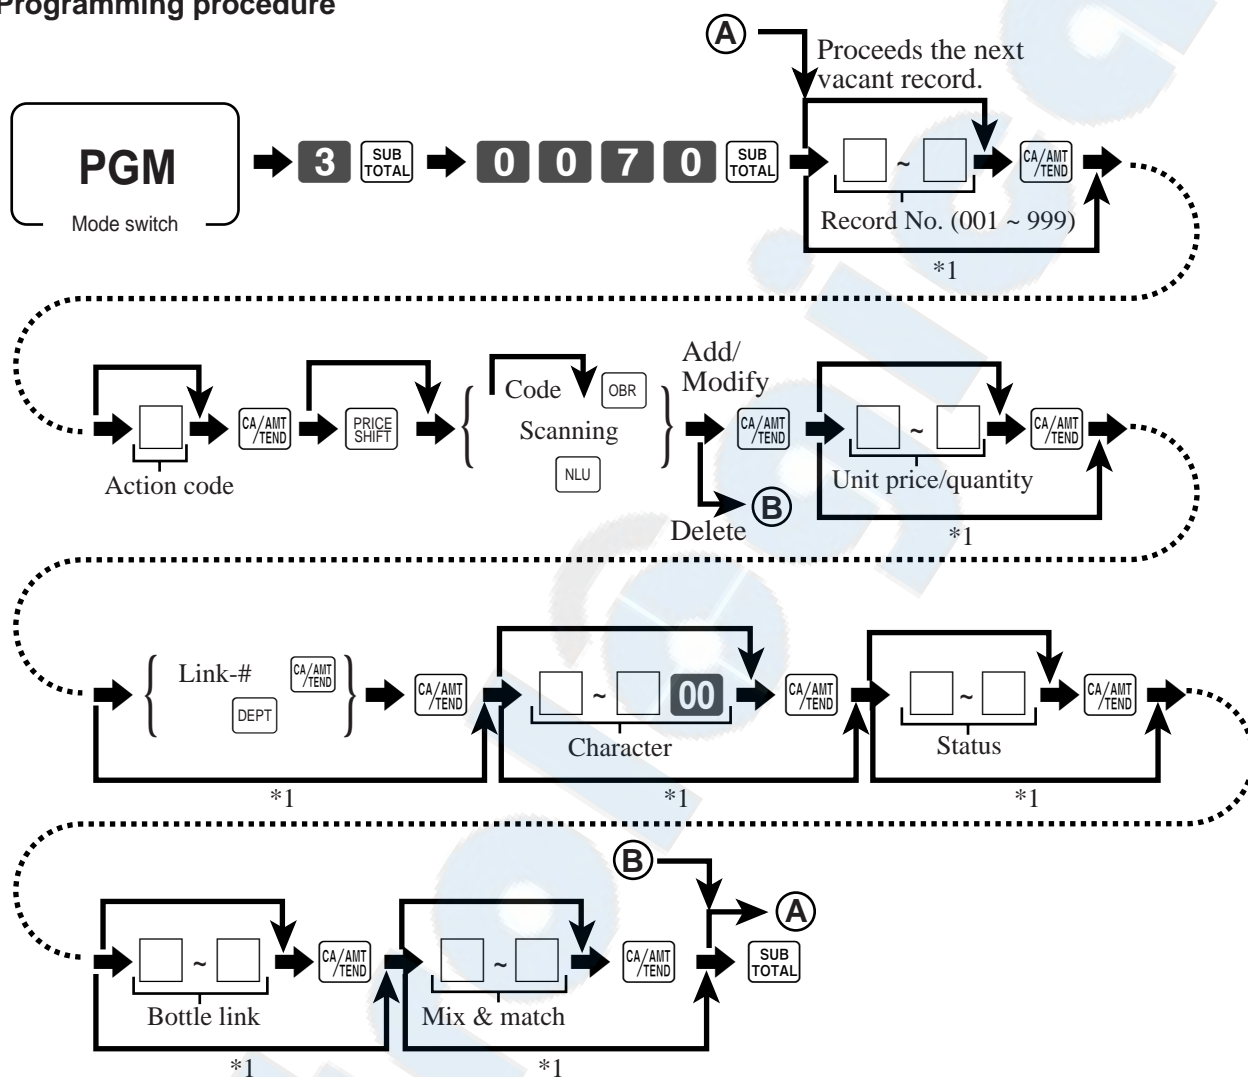 Programming procedure
A
Proceeds the next
vacant record.
PGM
Mode switch
3 SUB TOTAL 0 0 7 0 SUB TOTAL ~ CA/AMT /TEND
Record No. (001 ~ 999)
*1
Add/
Modify
Code OBR
CA/AMT /TEND PRICE SHIFT Scanning CA/AMT /TEND ~ CA/AMT /TEND
NLU
Action code
Unit price/quantity
B
Delete
*1
Link-# CA/AMT /TEND
DEPT
CA/AMT /TEND ~ 00 CA/AMT /TEND ~ CA/AMT /TEND
Character
Status
*1 *1 *1
B
A
~ CA/AMT /TEND ~ CA/AMT /TEND SUB TOTAL
Bottle link
Mix & match
*1 *1